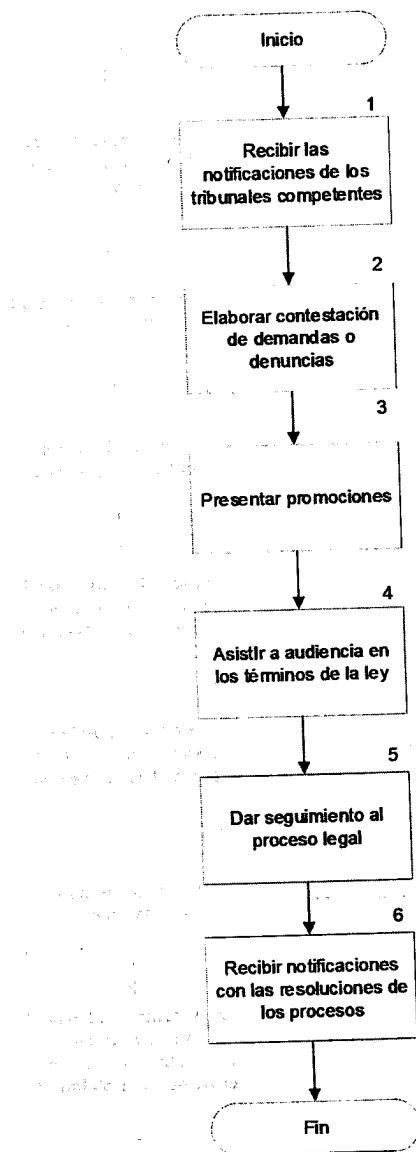 Inicio
1
Recibir las
notificaciones de los
tribunales competentes
2
Elaborar contestación
de demandas o
denuncias
3
Presentar promociones
4
Asistir a audiencia en
los términos de la ley
5
Dar seguimiento al
proceso legal
6
Recibir notificaciones
con las resoluciones de
los procesos
Fin